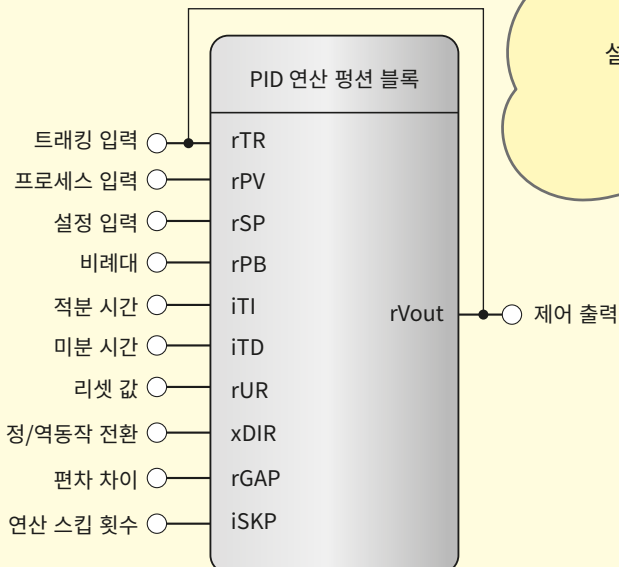 PID 연산 펑션 블록
설
트래킹 입력 rTR
프로세스 입력 rPV
설정 입력 rSP
비례대 rPB
적분 시간 iTI
rVout 제어 출력
미분 시간 iTD
리셋 값 rUR
정/역동작 전환 xDIR
편차 차이 rGAP
연산 스킵 횟수 iSKP